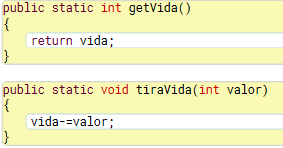 public static int getVida()
{
return vida;
}
public static void tiraVida(int valor)
{
vida-=valor;
}